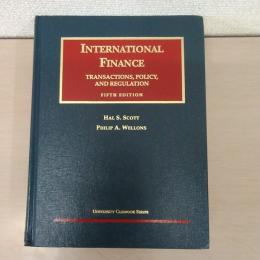 INTERNATIONAL
FINANCE
TRANSACTIONS, POLICY,
AND REGULATION
FIFTH EDITION
HAL S. SCOTT
PHILIP A. WELLONS
UNIVERSITY CASEBOOK SERIES